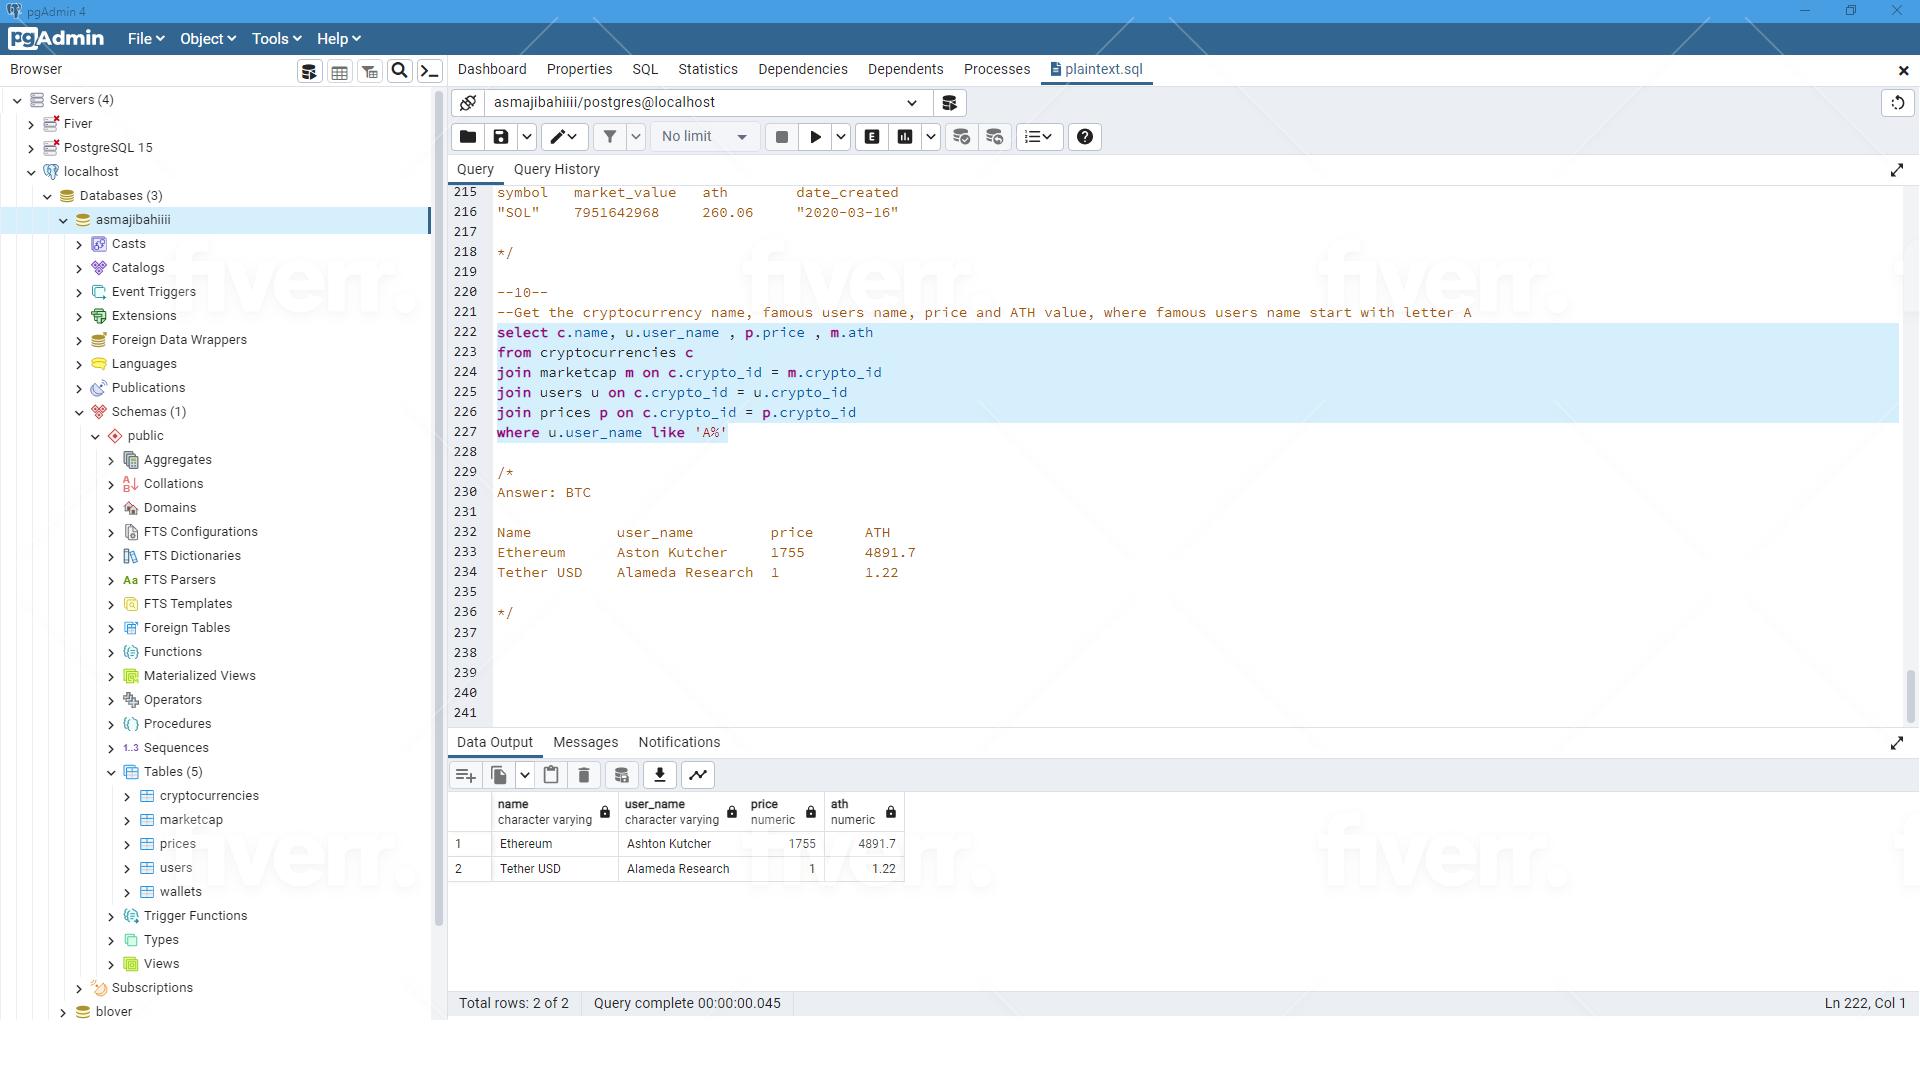 pgAdmin 4
pgAdmin File Object Tools Help
Browser
Dashboard Properties SQL Statistics Dependencies Dependents Processes plaintext.sql
Servers (4)
Fiver
PostgreSQL 15
localhost
Databases (3)
asmajibahiiii
Casts
Catalogs
Event Triggers
Extensions
Foreign Data Wrappers
Languages
Publications
Schemas (1)
public
Aggregates
Collations
Domains
FTS Configurations
FTS Dictionaries
Aa FTS Parsers
FTS Templates
Foreign Tables
Functions
Materialized Views
Operators
Procedures
1..3 Sequences
Tables (5)
cryptocurrencies
marketcap
prices
users
wallets
Trigger Functions
Types
Views
Subscriptions
blover
asmajibahiiii/postgres@localhost
No limit E
Query Query History
215 symbol market_value ath date_created
216 "SOL" 7951642968 260.06 "2020-03-16"
217
218 */
219
220 --10--
221 --Get the cryptocurrency name, famous users name, price and ATH value, where famous users name start with letter A
222 select c.name, u.user_name , p.price , m.ath
223 from cryptocurrencies c
224 join marketcap m on c.crypto_id = m.crypto_id
225 join users u on c.crypto_id = u.crypto_id
226 join prices p on c.crypto_id = p.crypto_id
227 where u.user_name like 'A%'
228
229 /*
230 Answer: BTC
231
232 Name user_name price ATH
233 Ethereum Aston Kutcher 1755 4891.7
234 Tether USD Alameda Research 1 1.22
235
236 */
237
238
239
240
241
Data Output Messages Notifications
name user_name price ath
character varying character varying numeric numeric
1 Ethereum Ashton Kutcher 1755 4891.7
2 Tether USD Alameda Research 1 1.22
Total rows: 2 of 2 Query complete 00:00:00.045 Ln 222, Col 1
fiverr.
fiverr.
fiverr.
fiverr.
fiverr.
fiverr.